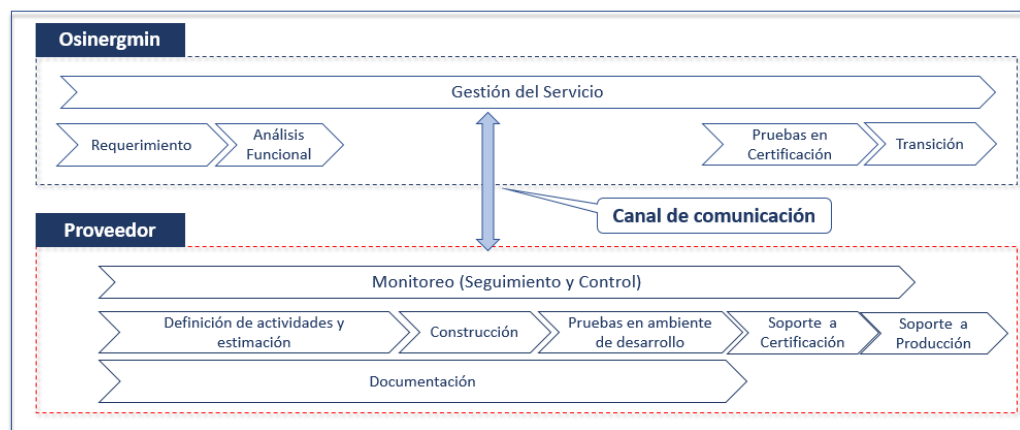 Osinergmin
Gestión del Servicio
Requerimiento
Análisis
Funcional
Pruebas en
Certificación
Transición
Canal de comunicación
Proveedor
Monitoreo (Seguimiento y Control)
Definición de actividades y
estimación
Construcción
Pruebas en ambiente
de desarrollo
Soporte a
Certificación
Soporte a
Producción
Documentación